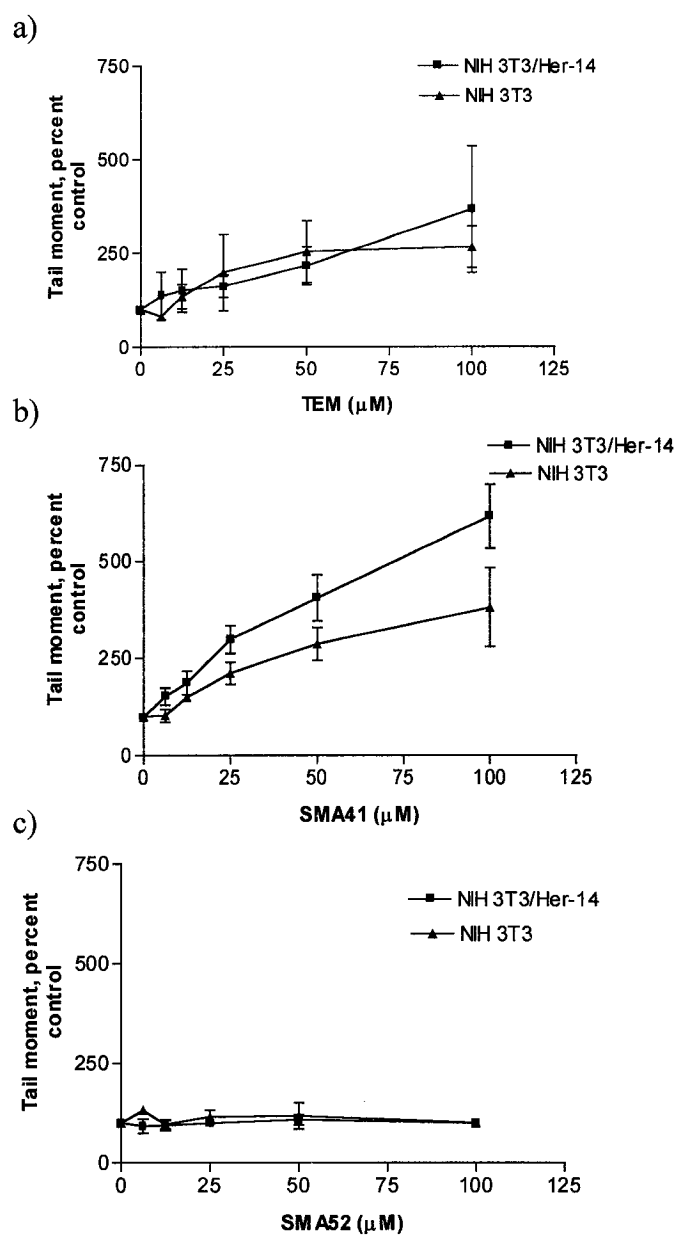 a)
NIH 3T3/Her-14
NIH 3T3
Tail moment, percent
control
750
500
250
0
0 25 50 75 100 125
TEM (μM)
b)
NIH 3T3/Her-14
NIH 3T3
Tail moment, percent
control
750
500
250
0
0 25 50 75 100 125
SMA41 (μM)
c)
NIH 3T3/Her-14
NIH 3T3
Tail moment, percent
control
750
500
250
0
0 25 50 75 100 125
SMA52 (μM)